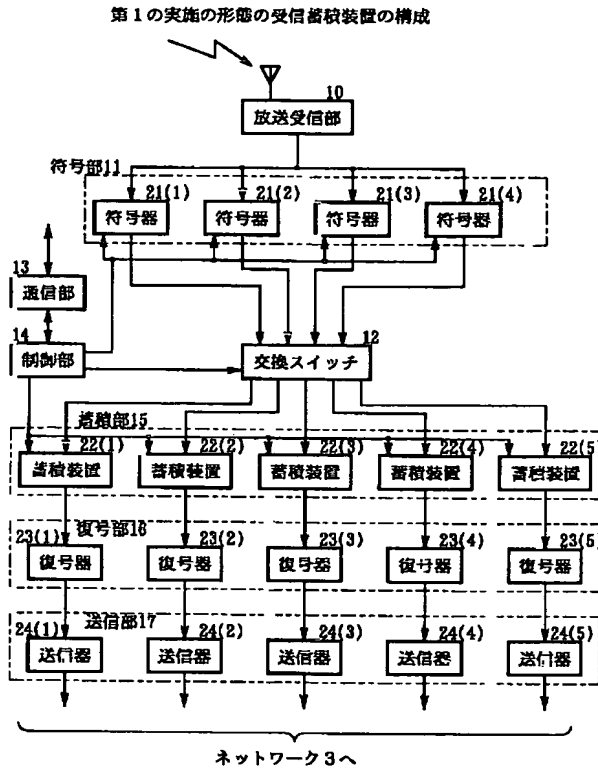 第1の実施の形態の受信蓄積装置の構成
10
放送受信部
符号部11
21(1) 21(2) 21(3) 21(4)
符号器 符号器 符号器 符号器
13
通信部
14 12
制御部 交換スイッチ
蓄積部15
22(1) 22(2) 22(3) 22(4) 22(5
蓄積装置 蓄積装置 蓄積装置 蓄積装置 蓄積装置
復号部16
23(1) 23(2) 23(3) 23(4) 23(5
復号器 復号器 復号器 復号器 復号器
送信部17
24(1) 24(2) 24(3) 24(4) 24(5)
送信器 送信器 送信器 送信器 送信器
ネットワーク3へ